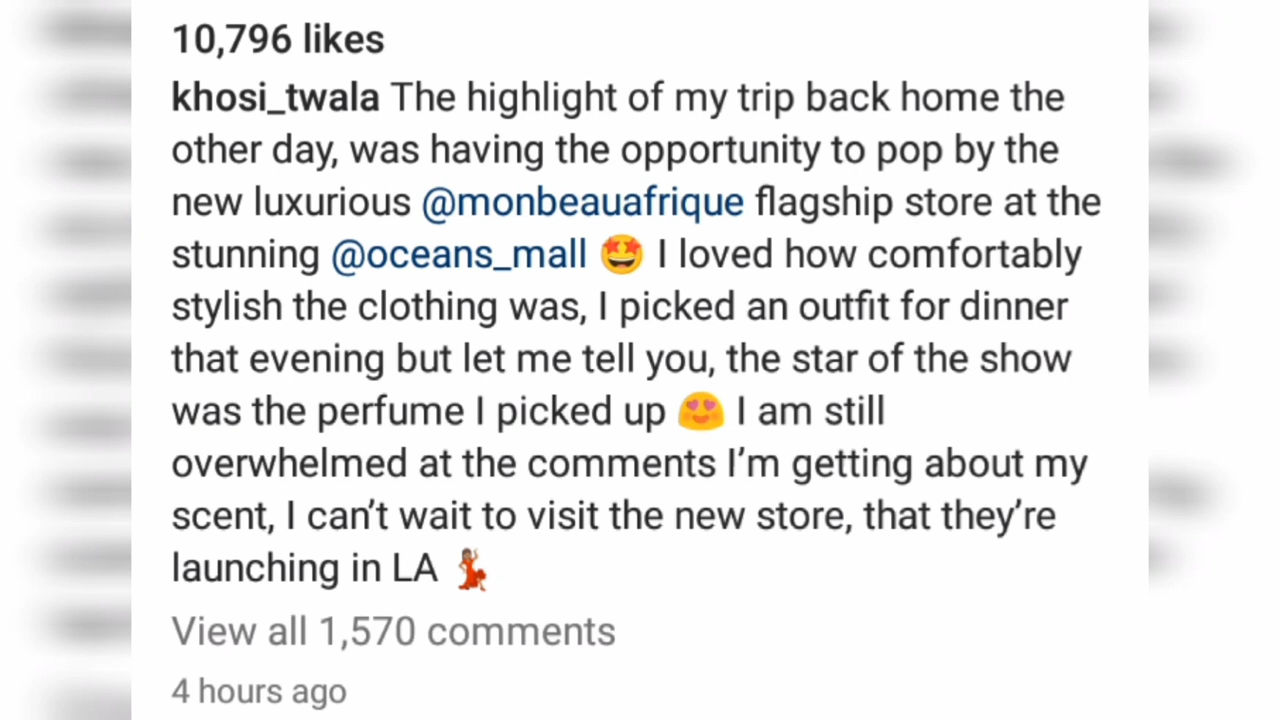 10,796 likes
khosi_twala The highlight of my trip back home the
other day, was having the opportunity to pop by the
new luxurious @monbeauafrique flagship store at the
stunning @oceans_mall 🤩 I loved how comfortably
stylish the clothing was, I picked an outfit for dinner
that evening but let me tell you, the star of the show
was the perfume I picked up 😍 I am still
overwhelmed at the comments I’m getting about my
scent, I can’t wait to visit the new store, that they’re
launching in LA 💃🏾
View all 1,570 comments
4 hours ago